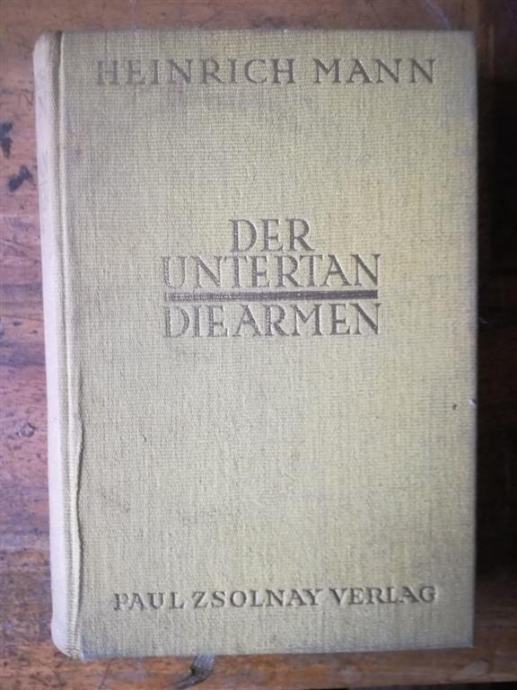 HEINRICH MANN
DER
UNTERTAN
DIE ARMEN
PAUL ZSOLNAY VERLAG